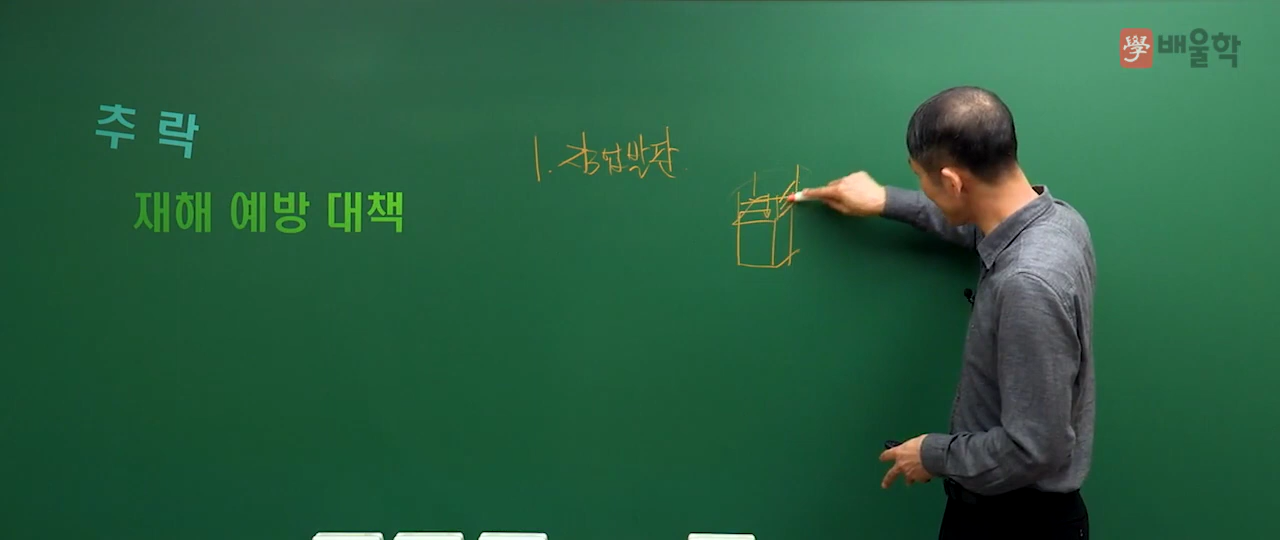 學 배울학
추 락
재해 예방 대책
1. 작업발판